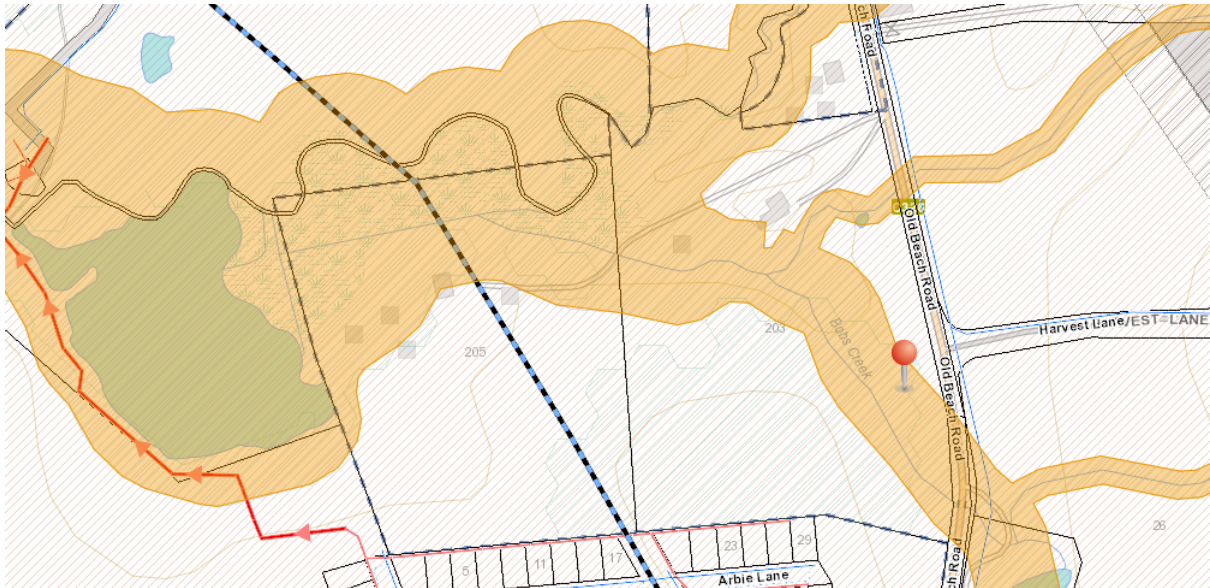 ch Road
Old Beach Road
Harvest Lane
EST LANE
203
Bobs Creek
205
Old Beach Road
ch Road
26
5
11
17
23
29
Arbie Lane